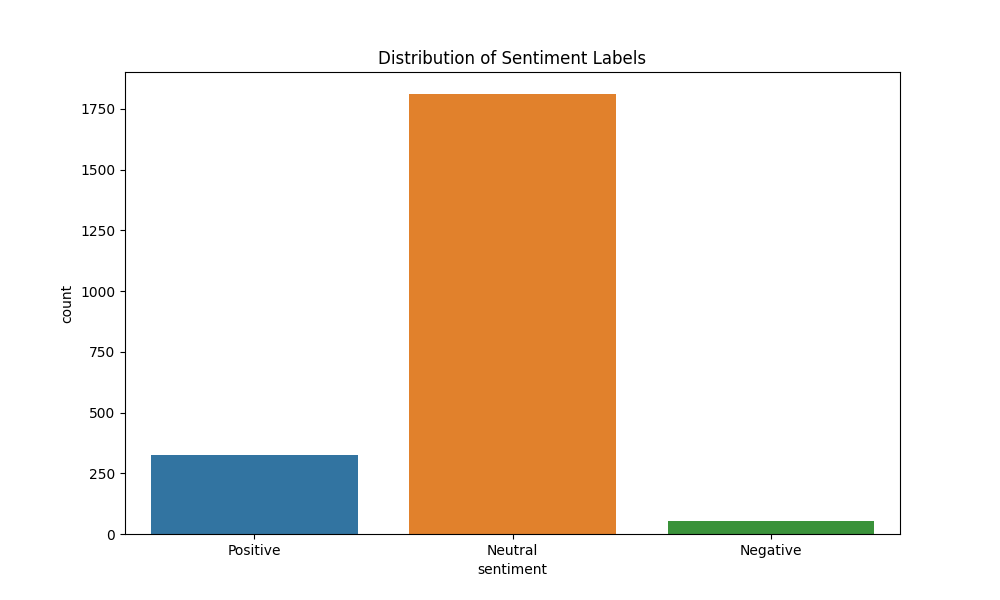 Distribution of Sentiment Labels
1750
1500
1250
1000
750
500
250
0
count
Positive
Neutral
Negative
sentiment